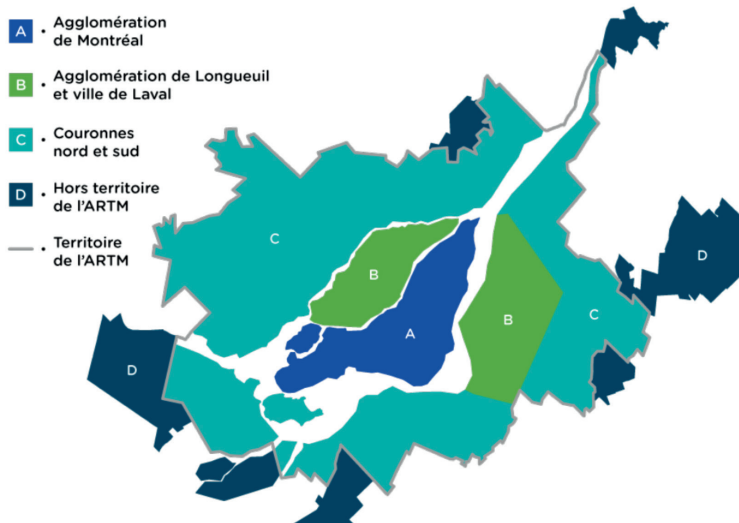 A • Agglomération
de Montréal
B • Agglomération de Longueuil
et ville de Laval
C • Couronnes
nord et sud
D • Hors territoire
de l'ARTM
• Territoire
de l'ARTM
C
B
A
B
C
D
D